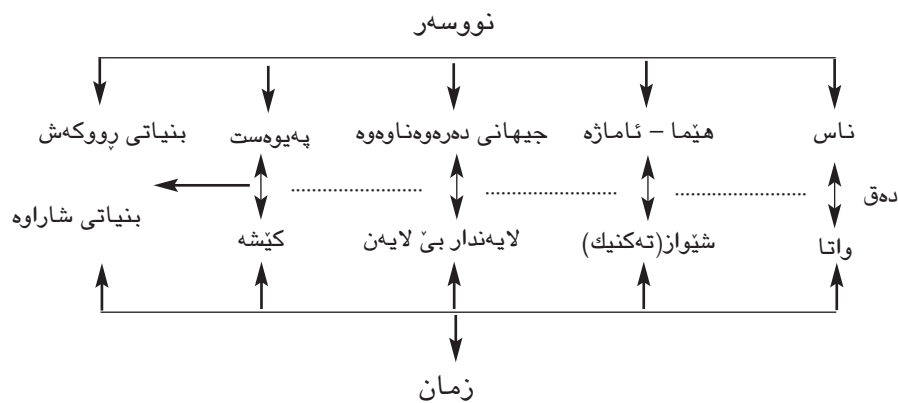 نووسەر
ناس هێما – ئاماژە جیهانی دەرەوەناوەوە پەیوەست بنیاتی ڕووکەش
دەق
بنیاتی شاراوە
واتا شێواز(تەکنیك) لایەندار بێ لایەن کێشە
زمان